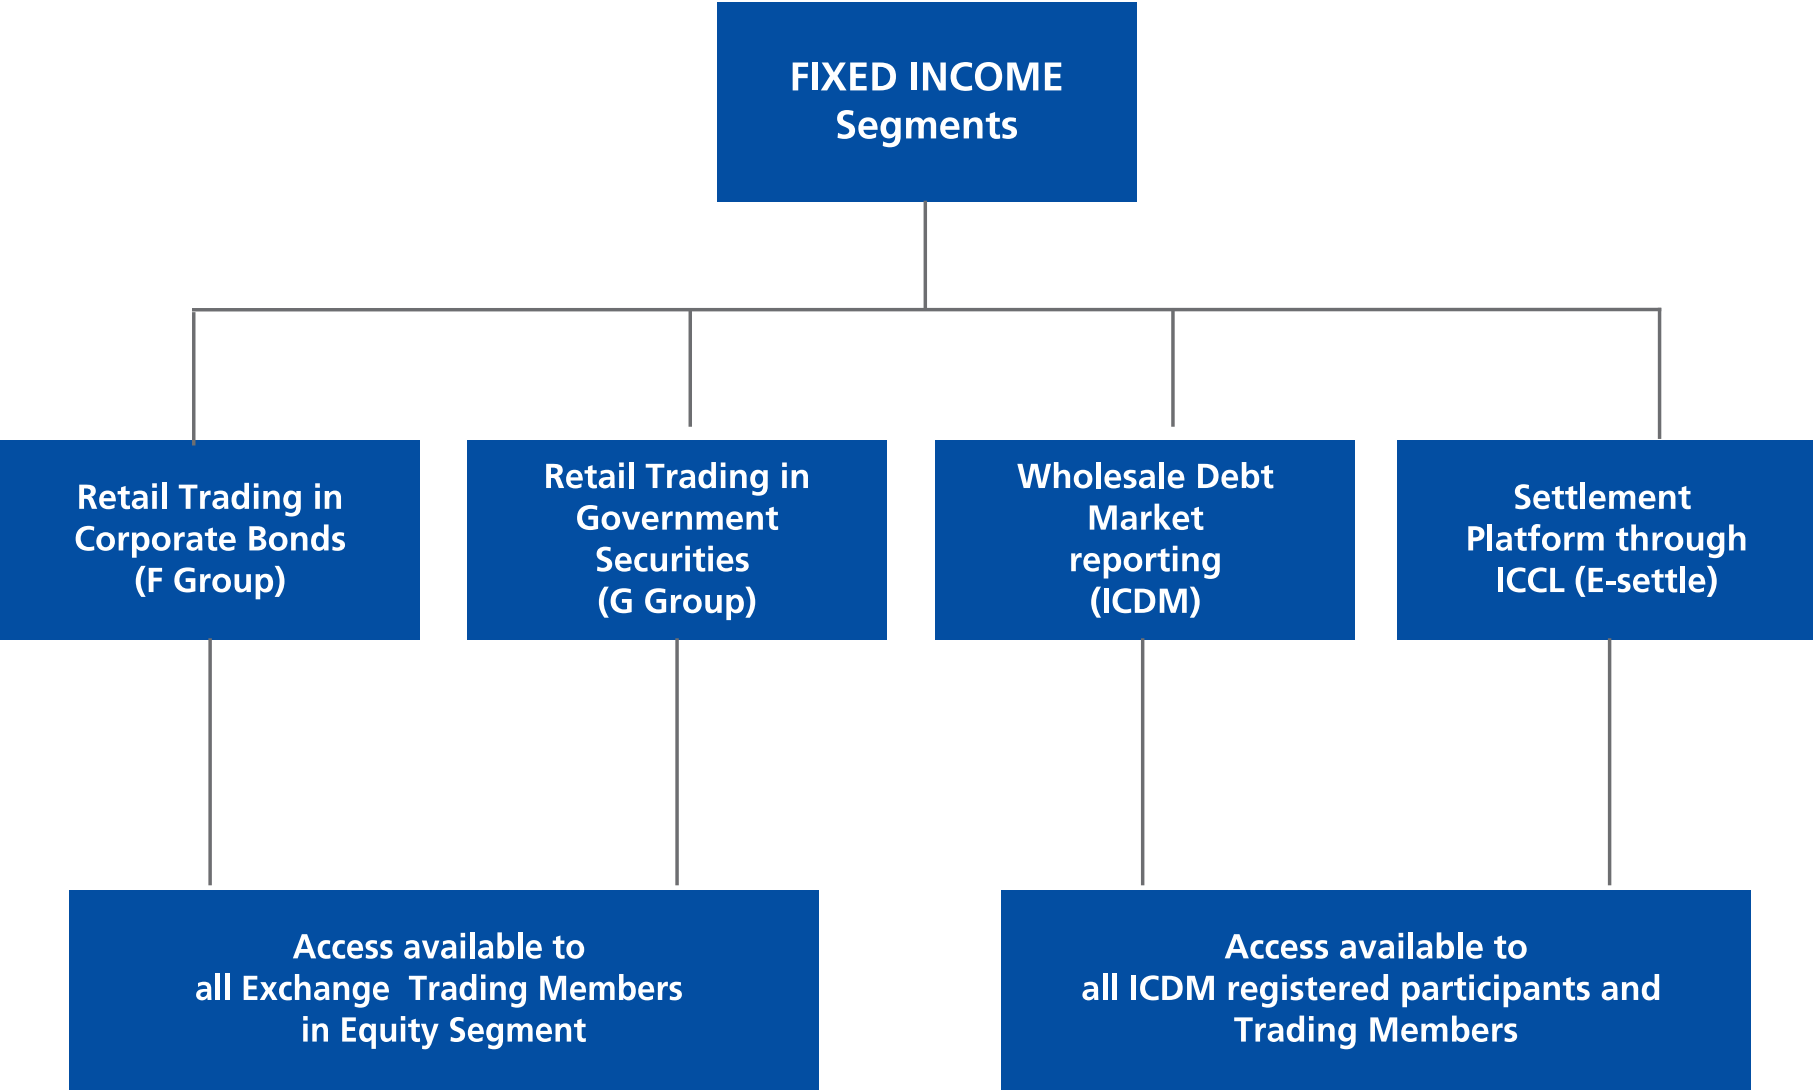 FIXED INCOME
Segments
Retail Trading in
Corporate Bonds
(F Group)
Retail Trading in
Government
Securities
(G Group)
Wholesale Debt
Market
reporting
(ICDM)
Settlement
Platform through
ICCL (E-settle)
Access available to
all Exchange Trading Members
in Equity Segment
Access available to
all ICDM registered participants and
Trading Members